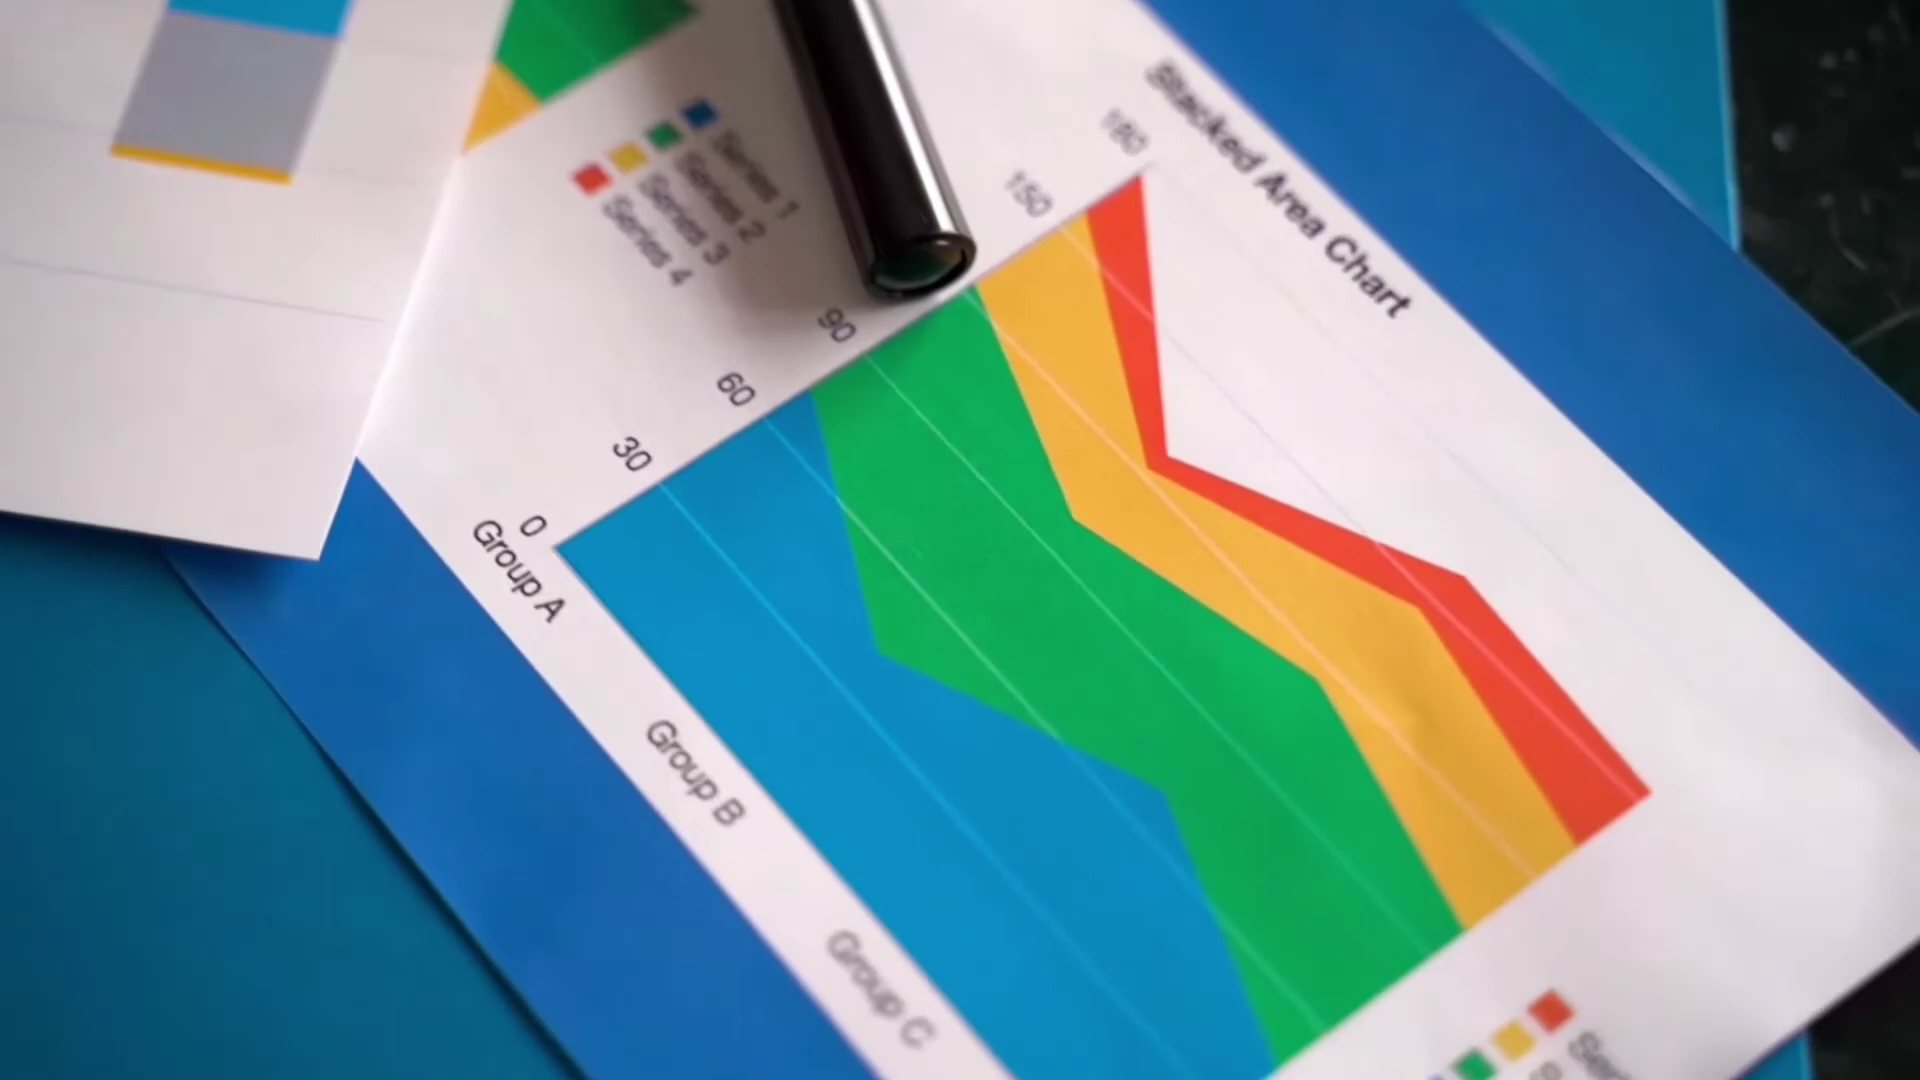 Stacked Area Chart
180
150
90
60
30
0
Group A
Group B
Group C
Series 1
Series 2
Series 3
Series 4